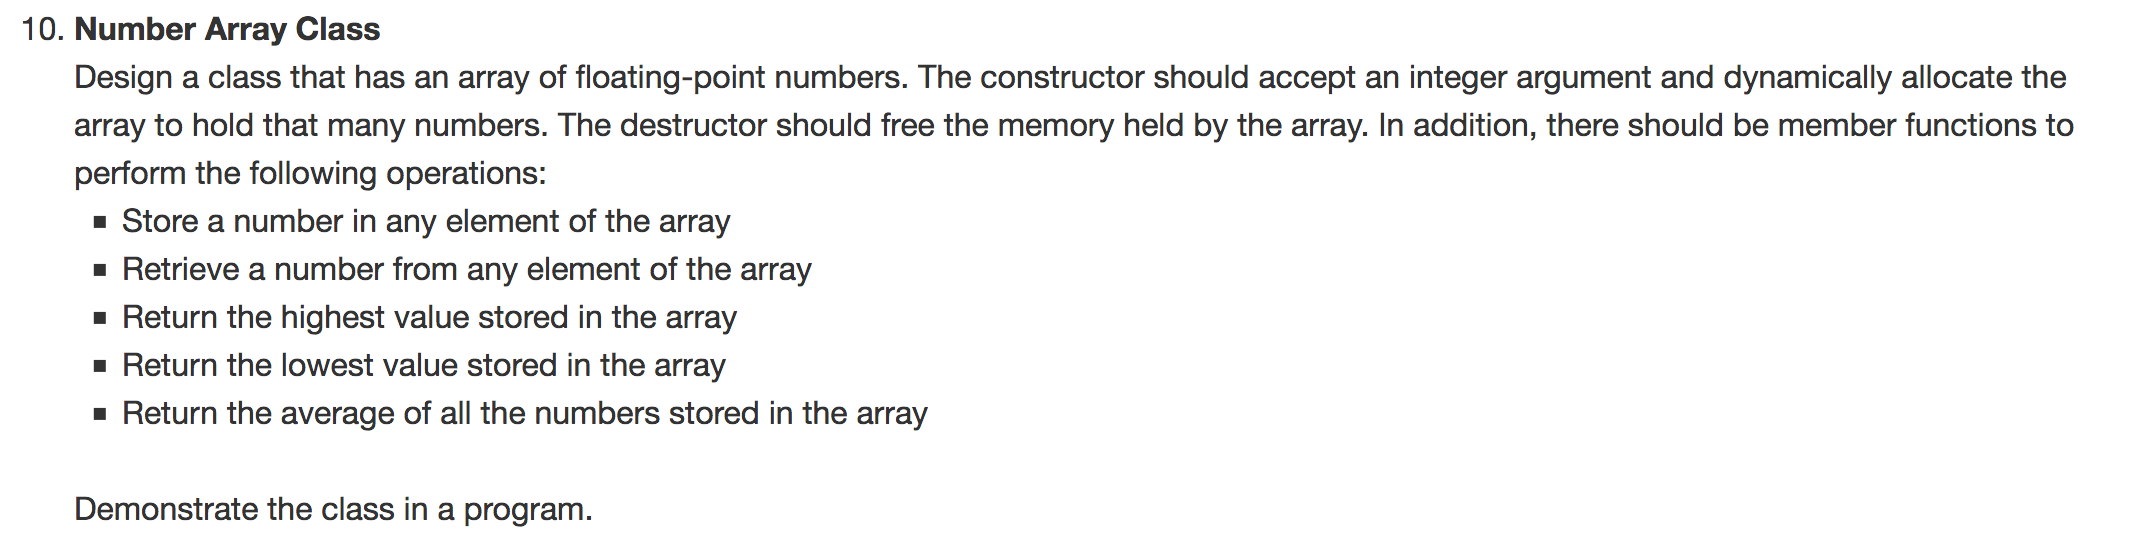 10. Number Array Class
Design a class that has an array of floating-point numbers. The constructor should accept an integer argument and dynamically allocate the
array to hold that many numbers. The destructor should free the memory held by the array. In addition, there should be member functions to
perform the following operations:
▪ Store a number in any element of the array
▪ Retrieve a number from any element of the array
▪ Return the highest value stored in the array
▪ Return the lowest value stored in the array
▪ Return the average of all the numbers stored in the array
Demonstrate the class in a program.